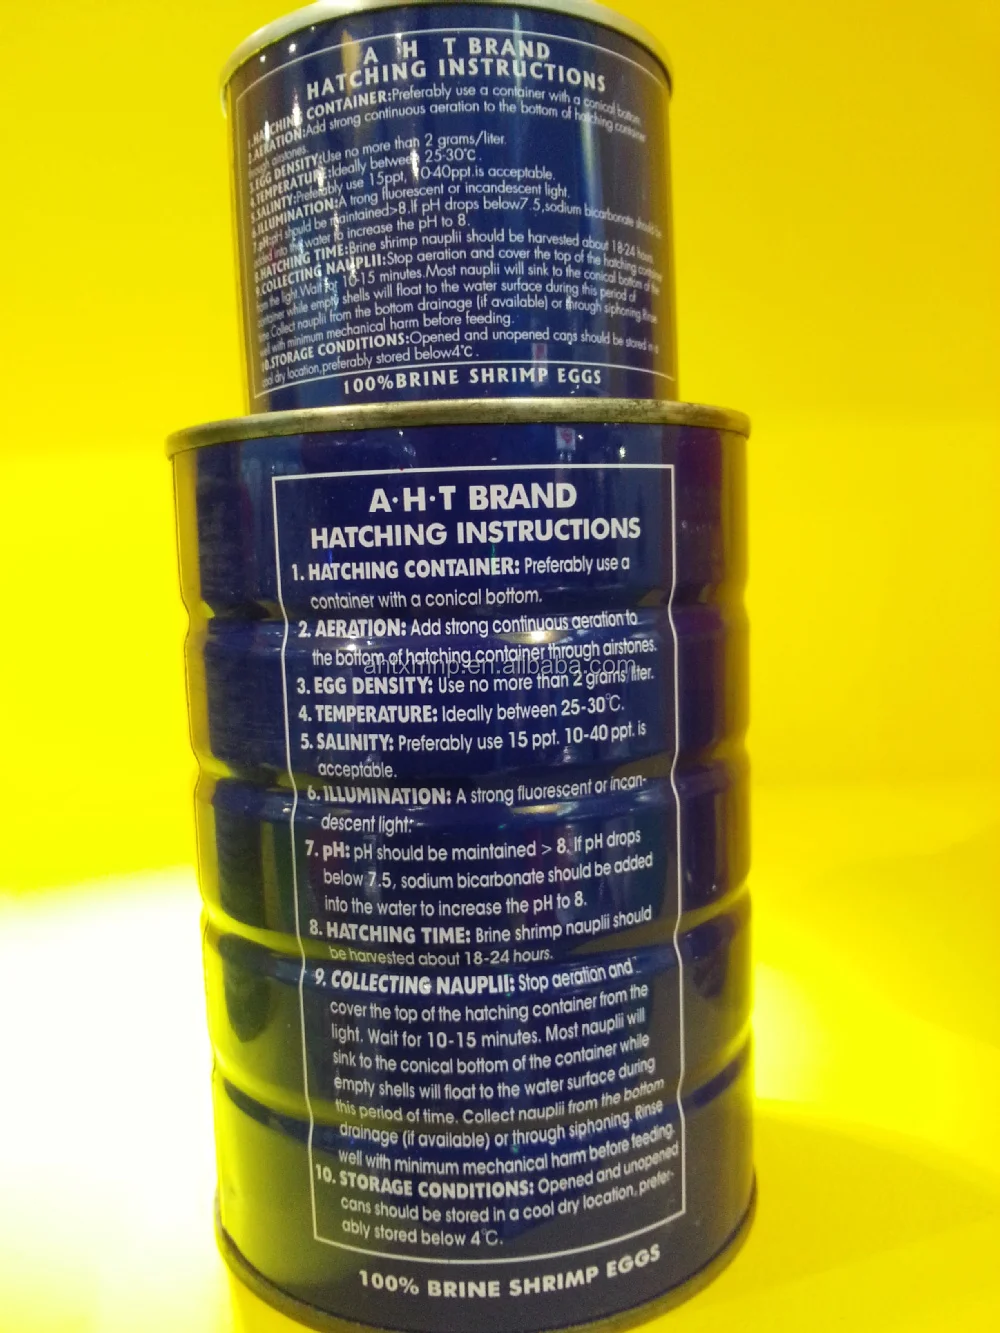 A H T BRAND
HATCHING INSTRUCTIONS
1.HATCHING CONTAINER:Preferably use a container with a conical bottom.
2.AERATION:Add strong continuous aeration to the bottom of hatching container
through airstones.
3.EGG DENSITY:Use no more than 2 grams/liter.
4.TEMPERATURE:Ideally between 25-30°C.
5.SALINITY:Preferably use 15ppt, 10-40ppt.is acceptable.
6.ILLUMINATION:A trong fluorescent or incandescent light.
7.pH:pH should be maintained>8.If pH drops below7.5,sodium bicarbonate should be
added into the water to increase the pH to 8.
8.HATCHING TIME:Brine shrimp nauplii should be harvested about 18-24 hours.
9.COLLECTING NAUPLII:Stop aeration and cover the top of the hatching container
from the light.Wait for 10-15 minutes.Most nauplii will sink to the conical bottom of the
container while empty shells will float to the water surface during this period of
time.Collect nauplii from the bottom drainage (if available) or through siphoning.Rinse
well with minimum mechanical harm before feeding.
10.STORAGE CONDITIONS:Opened and unopened cans should be stored in a
cool dry location,preferably stored below4°C.
100%BRINE SHRIMP EGGS
A·H·T BRAND
HATCHING INSTRUCTIONS
1. HATCHING CONTAINER: Preferably use a
container with a conical bottom.
2. AERATION: Add strong continuous aeration to
the bottom of hatching container through airstones.
antxmnp.en.alibaba.com
3. EGG DENSITY: Use no more than 2 grams/liter.
4. TEMPERATURE: Ideally between 25-30°C.
5. SALINITY: Preferably use 15 ppt. 10-40 ppt. is
acceptable.
6. ILLUMINATION: A strong fluorescent or incan-
descent light.
7. pH: pH should be maintained > 8. If pH drops
below 7.5, sodium bicarbonate should be added
into the water to increase the pH to 8.
8. HATCHING TIME: Brine shrimp nauplii should
be harvested about 18-24 hours.
9. COLLECTING NAUPLII: Stop aeration and
cover the top of the hatching container from the
light. Wait for 10-15 minutes. Most nauplii will
sink to the conical bottom of the container while
empty shells will float to the water surface during
this period of time. Collect nauplii from the bottom
drainage (if available) or through siphoning. Rinse
well with minimum mechanical harm before feeding.
10. STORAGE CONDITIONS: Opened and unopened
cans should be stored in a cool dry location, prefer-
ably stored below 4°C.
100% BRINE SHRIMP EGGS